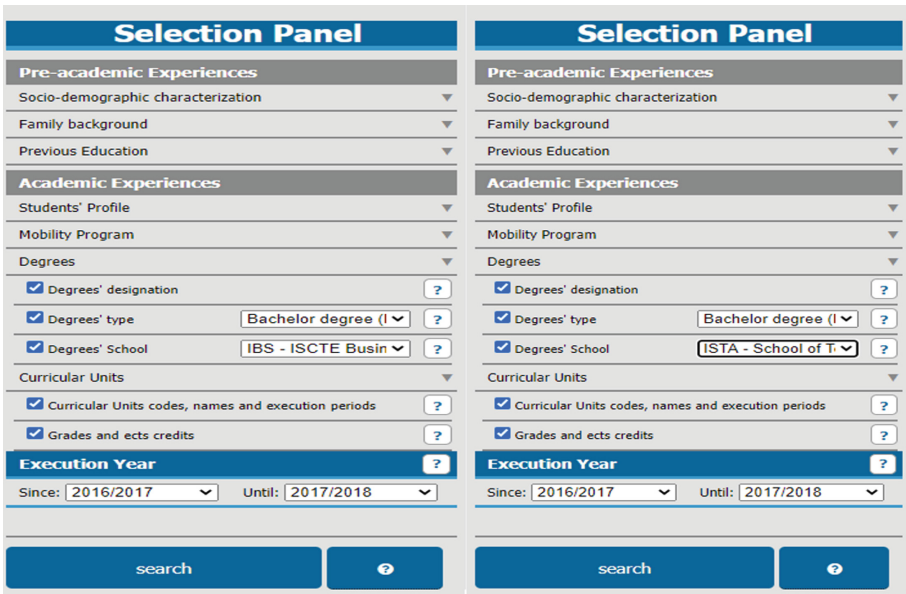 Selection Panel
Pre-academic Experiences
Socio-demographic characterization
Family background
Previous Education
Academic Experiences
Students' Profile
Mobility Program
Degrees
Degrees' designation ?
Degrees' type Bachelor degree ( ?
Degrees' School IBS - ISCTE Busin ?
Curricular Units
Curricular Units codes, names and execution periods ?
Grades and ects credits ?
Execution Year ?
Since: 2016/2017 Until: 2017/2018
search ?
Selection Panel
Pre-academic Experiences
Socio-demographic characterization
Family background
Previous Education
Academic Experiences
Students' Profile
Mobility Program
Degrees
Degrees' designation ?
Degrees' type Bachelor degree ( ?
Degrees' School ISTA - School of T ?
Curricular Units
Curricular Units codes, names and execution periods ?
Grades and ects credits ?
Execution Year ?
Since: 2016/2017 Until: 2017/2018
search ?